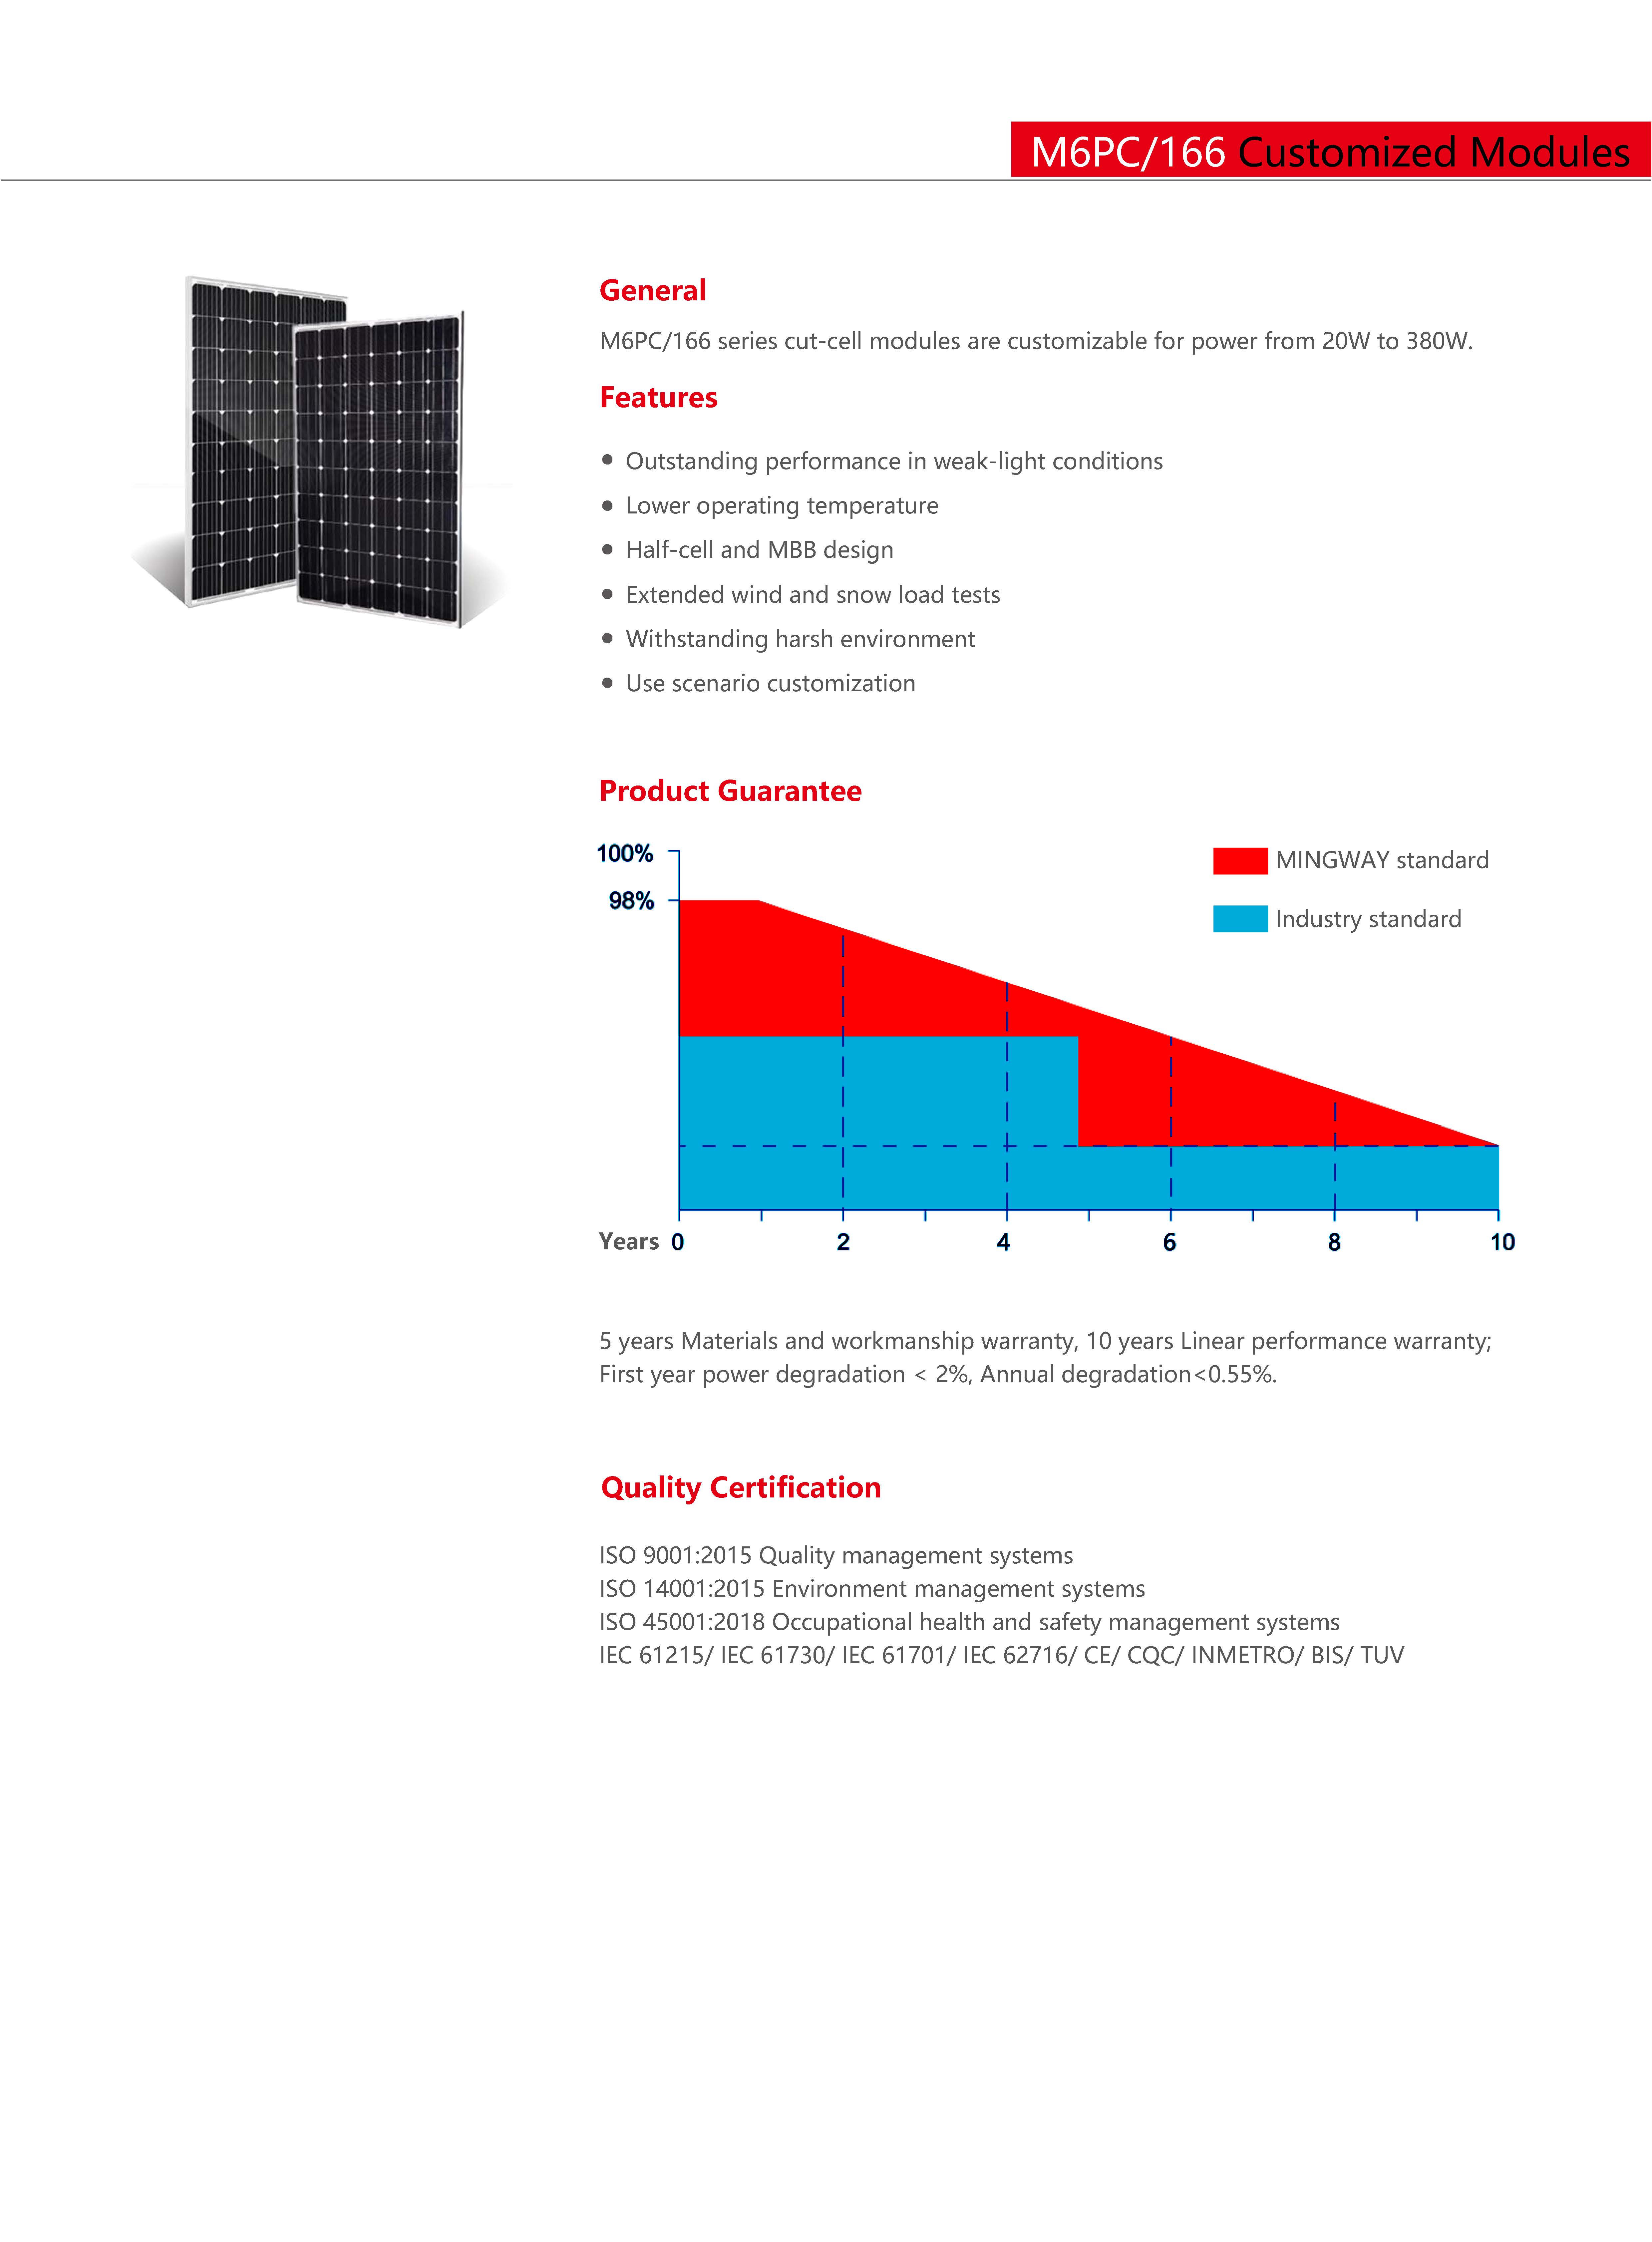 M6PC/166 Customized Modules
General
M6PC/166 series cut-cell modules are customizable for power from 20W to 380W.
Features
● Outstanding performance in weak-light conditions
● Lower operating temperature
● Half-cell and MBB design
● Extended wind and snow load tests
● Withstanding harsh environment
● Use scenario customization
Product Guarantee
100%
98%
MINGWAY standard
Industry standard
Years 0 2 4 6 8 10
5 years Materials and workmanship warranty, 10 years Linear performance warranty;
First year power degradation < 2%, Annual degradation<0.55%.
Quality Certification
ISO 9001:2015 Quality management systems
ISO 14001:2015 Environment management systems
ISO 45001:2018 Occupational health and safety management systems
IEC 61215/ IEC 61730/ IEC 61701/ IEC 62716/ CE/ CQC/ INMETRO/ BIS/ TUV